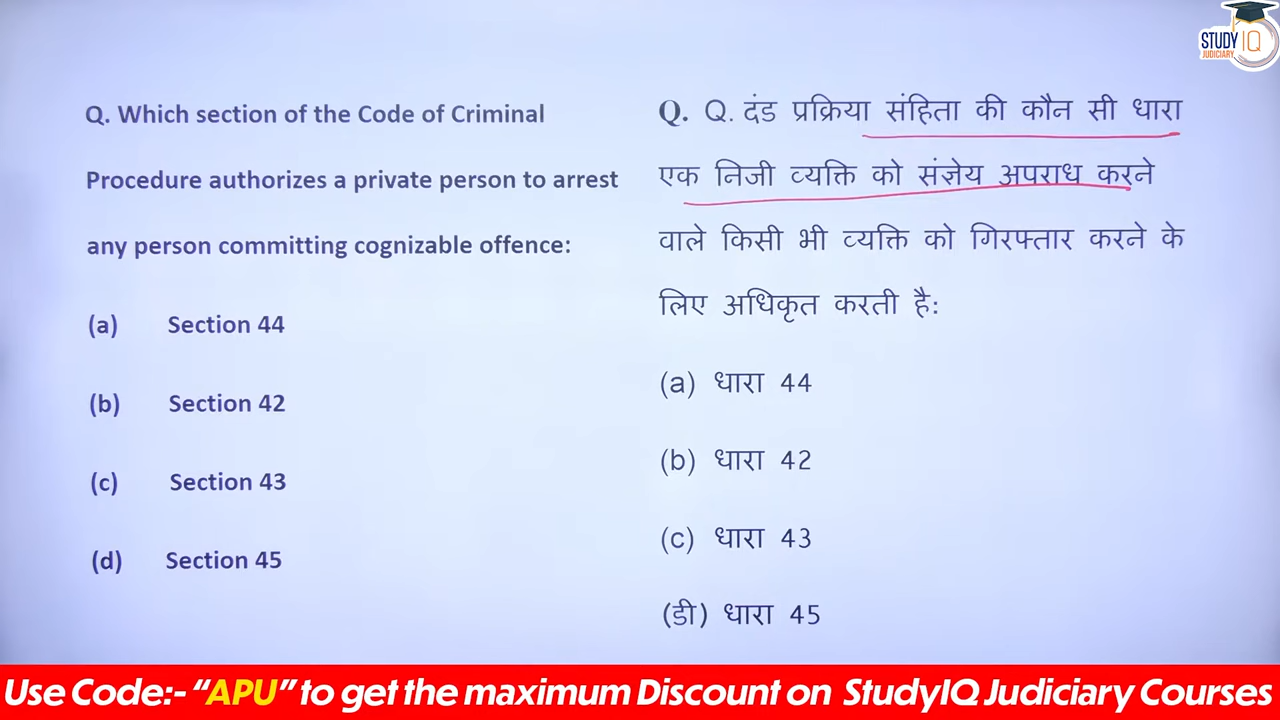 STUDY IQ
JUDICIARY
Q. Which section of the Code of Criminal
Procedure authorizes a private person to arrest
any person committing cognizable offence:
(a) Section 44
(b) Section 42
(c) Section 43
(d) Section 45
Q. Q. दंड प्रक्रिया संहिता की कौन सी धारा
एक निजी व्यक्ति को संज्ञेय अपराध करने
वाले किसी भी व्यक्ति को गिरफ्तार करने के
लिए अधिकृत करती है:
(a) धारा 44
(b) धारा 42
(c) धारा 43
(डी) धारा 45
Use Code:- “APU” to get the maximum Discount on StudyIQ Judiciary Courses